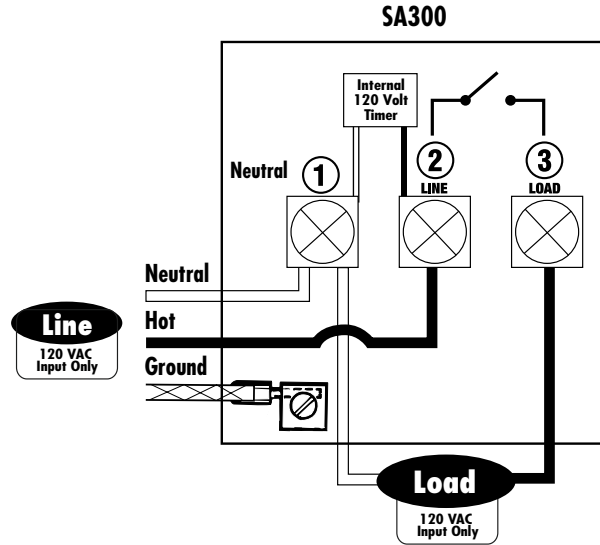 SA300
Internal
120 Volt
Timer
Neutral
1
2
3
LINE
LOAD
Neutral
Line
120 VAC
Input Only
Hot
Ground
Load
120 VAC
Input Only